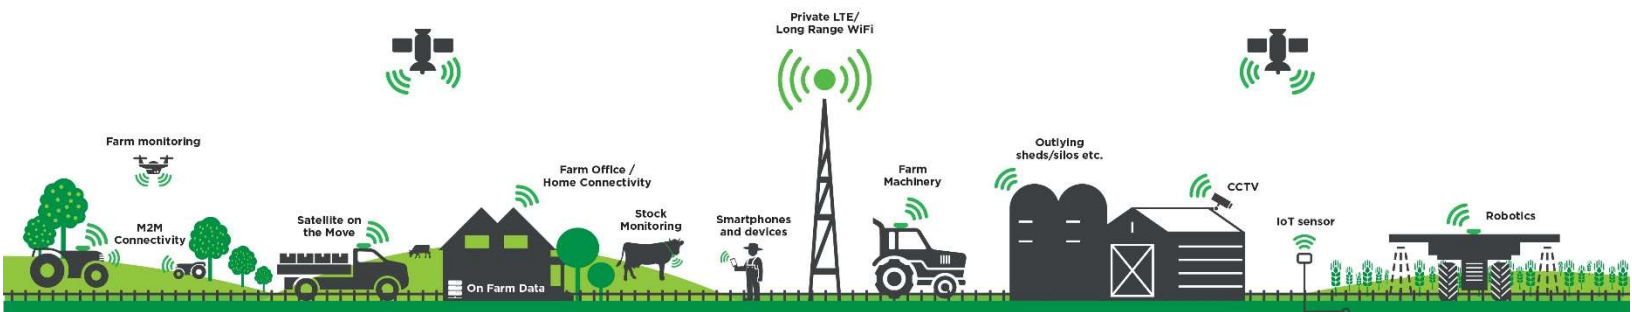 Private LTE/
Long Range WiFi
Farm monitoring
M2M
Connectivity
Satellite on
the Move
Farm Office /
Home Connectivity
On Farm Data
Stock
Monitoring
Smartphones
and devices
Farm
Machinery
Outlying
sheds/silos etc.
CCTV
IoT sensor
Robotics